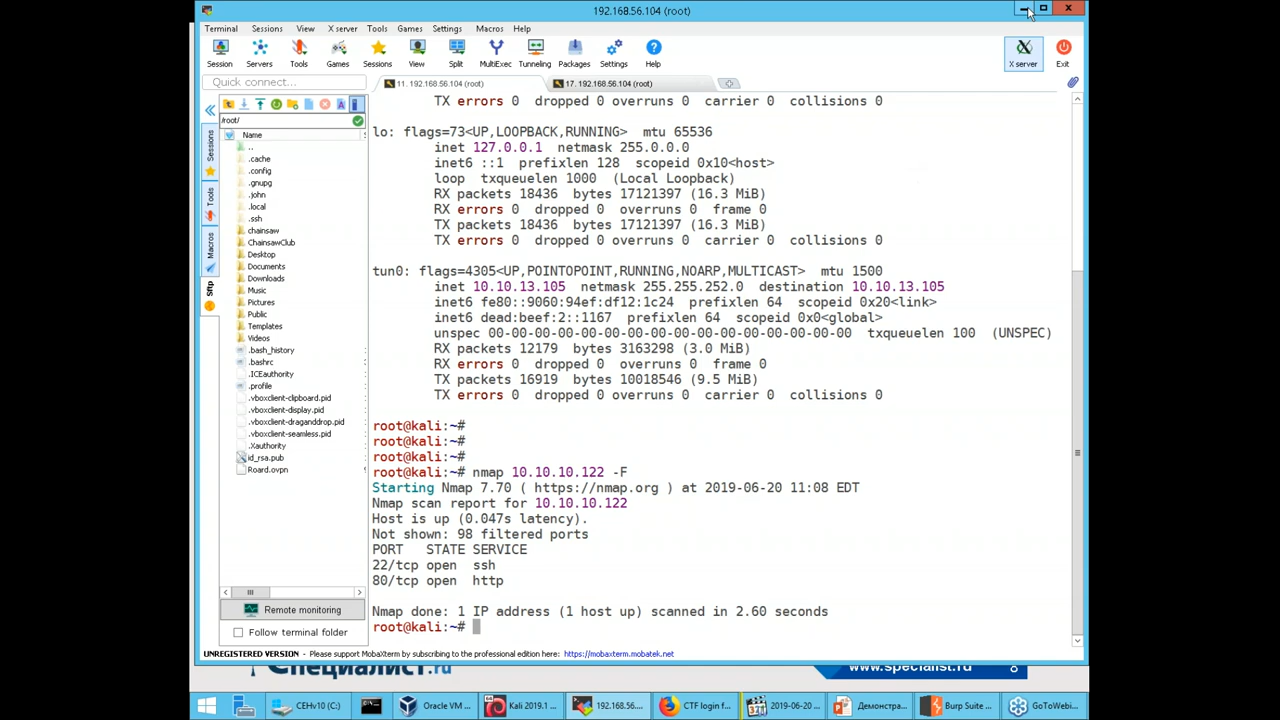 192.168.56.104 (root)
Terminal Sessions View X server Tools Games Settings Macros Help
Session Servers Tools Games Sessions View Split MultiExec Tunneling Packages Settings Help X server Exit
Quick connect...
11. 192.168.56.104 (root)
17. 192.168.56.104 (root)
/root/
Name
..
.cache
.config
.gnupg
.john
.local
.ssh
chainsaw
ChainsawClub
Desktop
Documents
Downloads
Music
Pictures
Public
Templates
Videos
.bash_history
.bashrc
.ICEauthority
.profile
.vboxclient-clipboard.pid
.vboxclient-display.pid
.vboxclient-draganddrop.pid
.vboxclient-seamless.pid
.Xauthority
id_rsa.pub
Roard.ovpn
Sessions
Tools
Macros
Sftp
Remote monitoring
Follow terminal folder
TX errors 0 dropped 0 overruns 0 carrier 0 collisions 0
lo: flags=73<UP,LOOPBACK,RUNNING> mtu 65536
inet 127.0.0.1 netmask 255.0.0.0
inet6 ::1 prefixlen 128 scopeid 0x10<host>
loop txqueuelen 1000 (Local Loopback)
RX packets 18436 bytes 17121397 (16.3 MiB)
RX errors 0 dropped 0 overruns 0 frame 0
TX packets 18436 bytes 17121397 (16.3 MiB)
TX errors 0 dropped 0 overruns 0 carrier 0 collisions 0
tun0: flags=4305<UP,POINTOPOINT,RUNNING,NOARP,MULTICAST> mtu 1500
inet 10.10.13.105 netmask 255.255.252.0 destination 10.10.13.105
inet6 fe80::9060:94ef:df12:1c24 prefixlen 64 scopeid 0x20<link>
inet6 dead:beef:2::1167 prefixlen 64 scopeid 0x0<global>
unspec 00-00-00-00-00-00-00-00-00-00-00-00-00-00-00-00 txqueuelen 100 (UNSPEC)
RX packets 12179 bytes 3163298 (3.0 MiB)
RX errors 0 dropped 0 overruns 0 frame 0
TX packets 16919 bytes 10018546 (9.5 MiB)
TX errors 0 dropped 0 overruns 0 carrier 0 collisions 0
root@kali:~#
root@kali:~#
root@kali:~#
root@kali:~# nmap 10.10.10.122 -F
Starting Nmap 7.70 ( https://nmap.org ) at 2019-06-20 11:08 EDT
Nmap scan report for 10.10.10.122
Host is up (0.047s latency).
Not shown: 98 filtered ports
PORT STATE SERVICE
22/tcp open ssh
80/tcp open http
Nmap done: 1 IP address (1 host up) scanned in 2.60 seconds
root@kali:~#
UNREGISTERED VERSION - Please support MobaXterm by subscribing to the professional edition here: https://mobaxterm.mobatek.net
Специалист.ru
www.specialist.ru
8
CEHv10 (C:)
Oracle VM ...
Kali 2019.1 ...
192.168.56....
CTF login f...
2019-06-20 ...
Демонстра...
Burp Suite ...
GoToWebi...